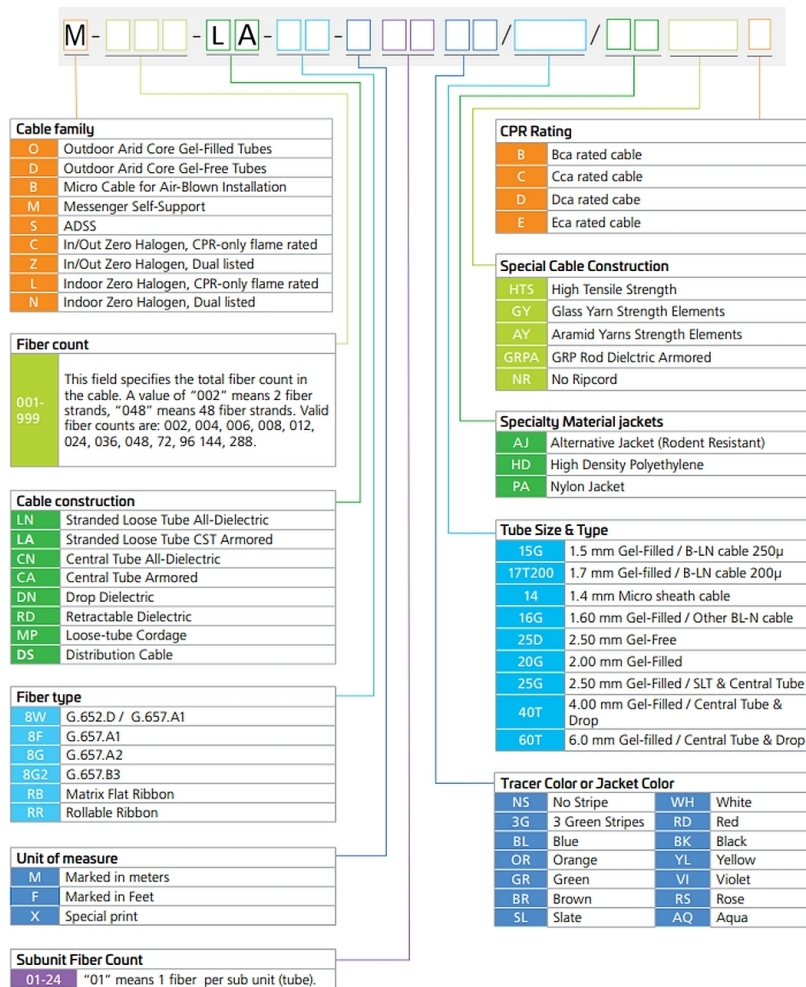 M - - LA - - / /
Cable family
O Outdoor Arid Core Gel-Filled Tubes
D Outdoor Arid Core Gel-Free Tubes
B Micro Cable for Air-Blown Installation
M Messenger Self-Support
S ADSS
C In/Out Zero Halogen, CPR-only flame rated
Z In/Out Zero Halogen, Dual listed
L Indoor Zero Halogen, CPR-only flame rated
N Indoor Zero Halogen, Dual listed
Fiber count
001-
999
This field specifies the total fiber count in
the cable. A value of "002" means 2 fiber
strands, "048" means 48 fiber strands. Valid
fiber counts are: 002, 004, 006, 008, 012,
024, 036, 048, 72, 96 144, 288.
Cable construction
LN Stranded Loose Tube All-Dielectric
LA Stranded Loose Tube CST Armored
CN Central Tube All-Dielectric
CA Central Tube Armored
DN Drop Dielectric
RD Retractable Dielectric
MP Loose-tube Cordage
DS Distribution Cable
Fiber type
8W G.652.D / G.657.A1
8F G.657.A1
8G G.657.A2
8G2 G.657.B3
RB Matrix Flat Ribbon
RR Rollable Ribbon
Unit of measure
M Marked in meters
F Marked in Feet
X Special print
Subunit Fiber Count
01-24 "01" means 1 fiber per sub unit (tube).
CPR Rating
B Bca rated cable
C Cca rated cable
D Dca rated cabe
E Eca rated cable
Special Cable Construction
HTS High Tensile Strength
GY Glass Yarn Strength Elements
AY Aramid Yarns Strength Elements
GRPA GRP Rod Dielctric Armored
NR No Ripcord
Specialty Material jackets
AJ Alternative Jacket (Rodent Resistant)
HD High Density Polyethylene
PA Nylon Jacket
Tube Size & Type
15G 1.5 mm Gel-Filled / B-LN cable 250µ
17T200 1.7 mm Gel-filled / B-LN cable 200µ
14 1.4 mm Micro sheath cable
16G 1.60 mm Gel-Filled / Other BL-N cable
25D 2.50 mm Gel-Free
20G 2.00 mm Gel-Filled
25G 2.50 mm Gel-Filled / SLT & Central Tube
40T 4.00 mm Gel-Filled / Central Tube &
Drop
60T 6.0 mm Gel-filled / Central Tube & Drop
Tracer Color or Jacket Color
NS No Stripe WH White
3G 3 Green Stripes RD Red
BL Blue BK Black
OR Orange YL Yellow
GR Green VI Violet
BR Brown RS Rose
SL Slate AQ Aqua